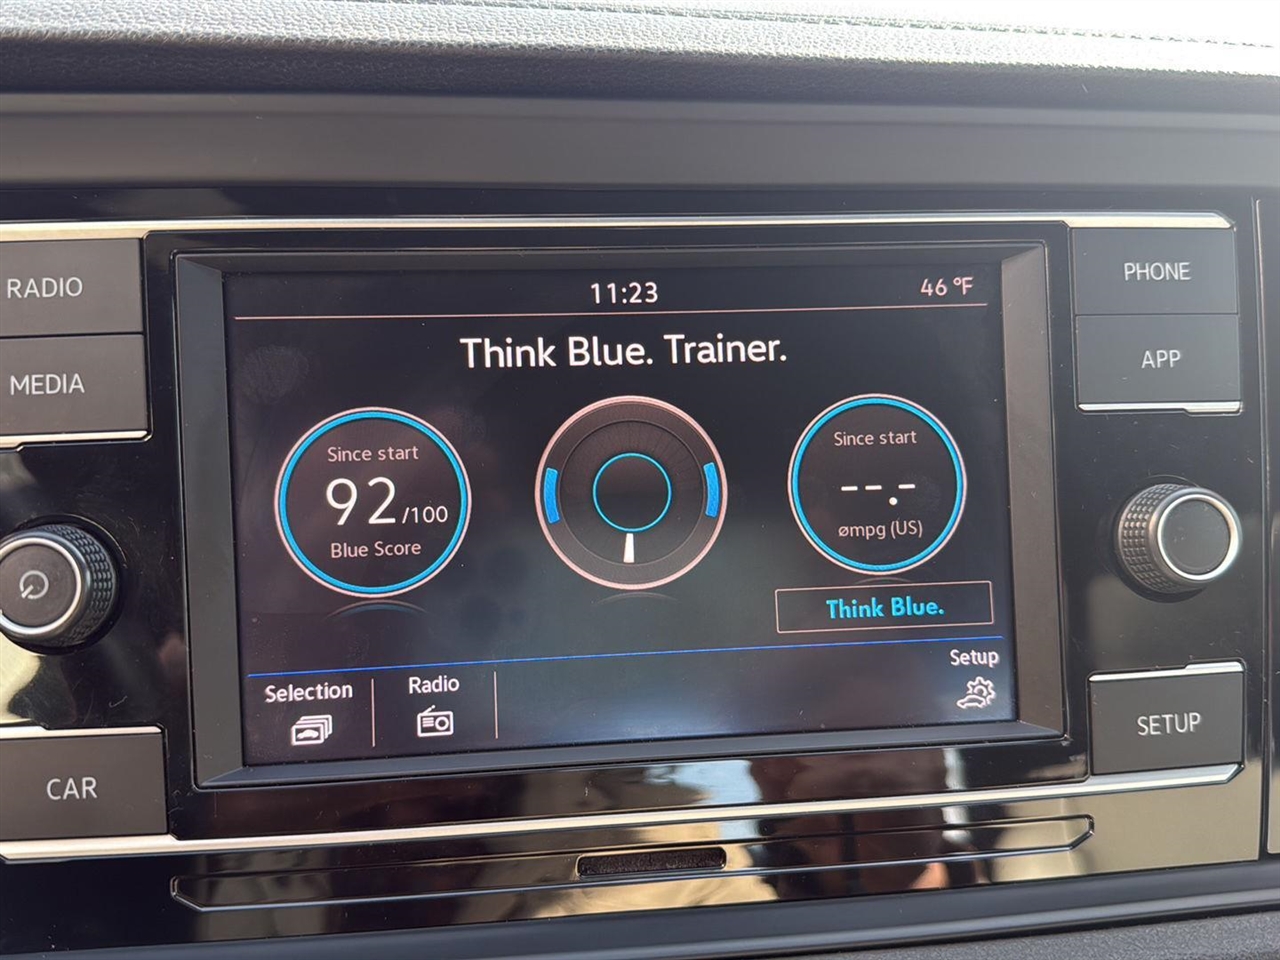 RADIO
MEDIA
CAR
11:23
46 °F
Think Blue. Trainer.
Since start
92/100
Blue Score
Since start
--.-
ømpg (US)
Think Blue.
Selection
Radio
Setup
PHONE
APP
SETUP